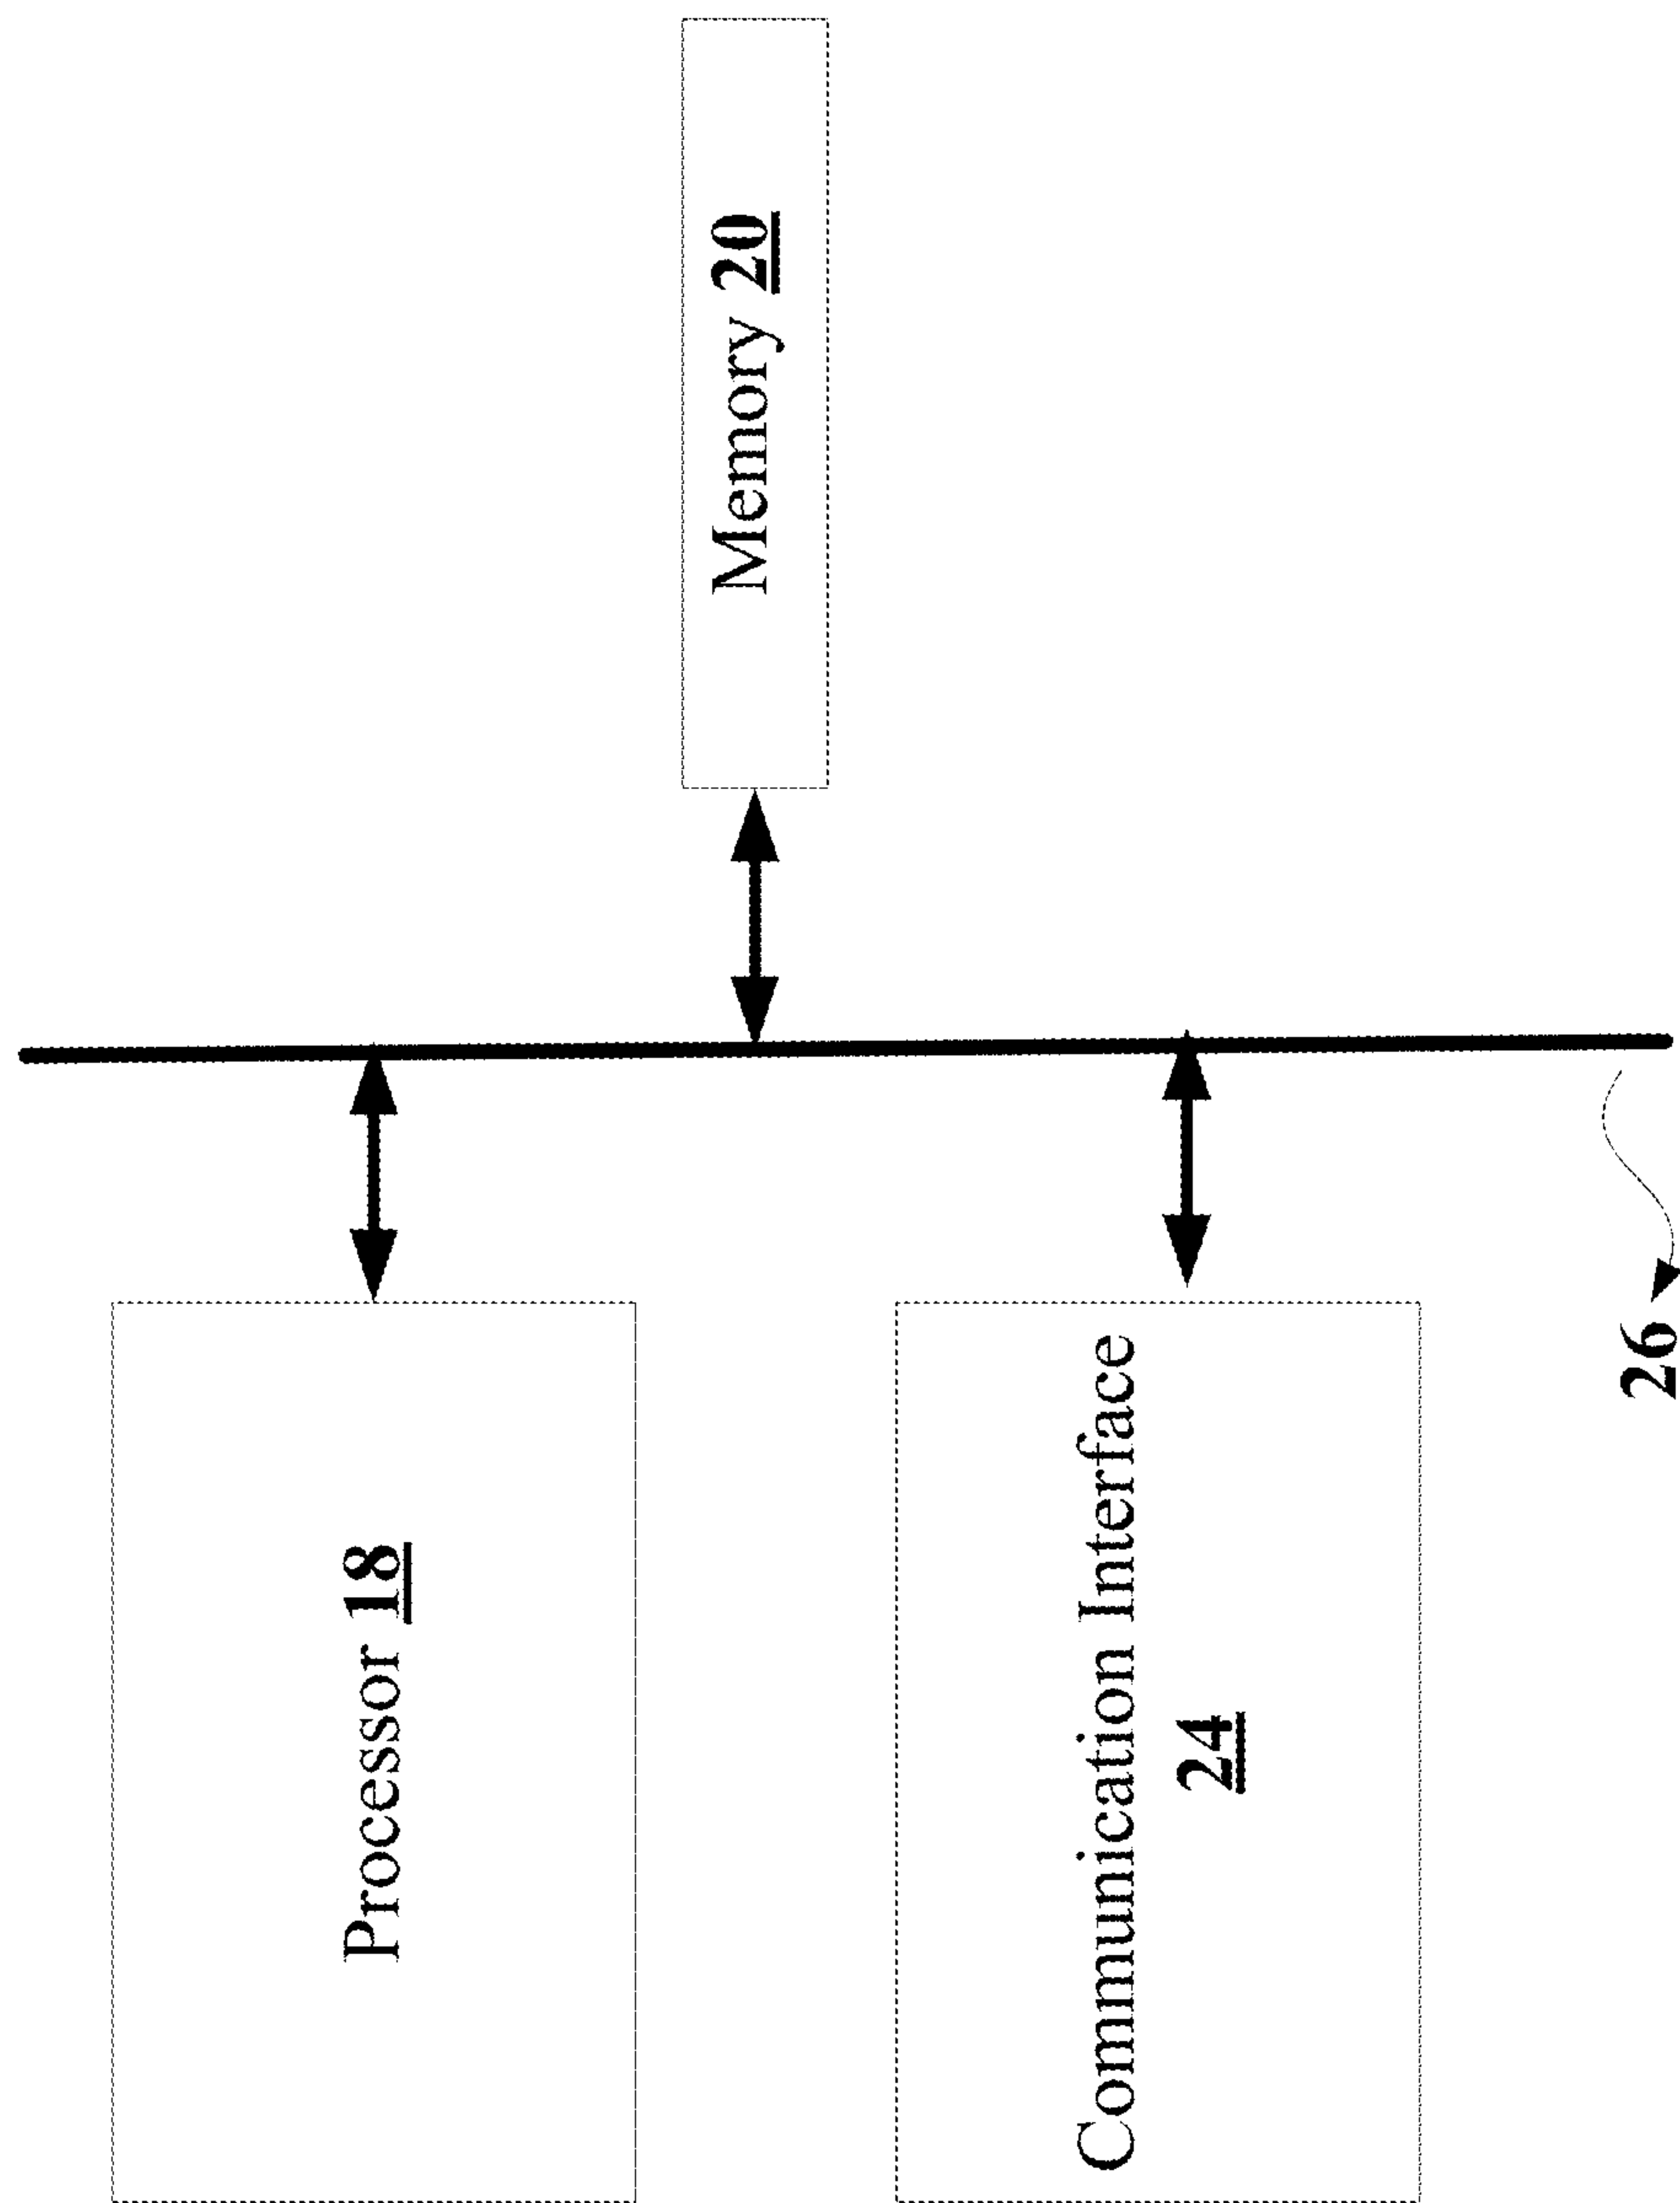 Processor 18
Memory 20
Communication Interface
24
26